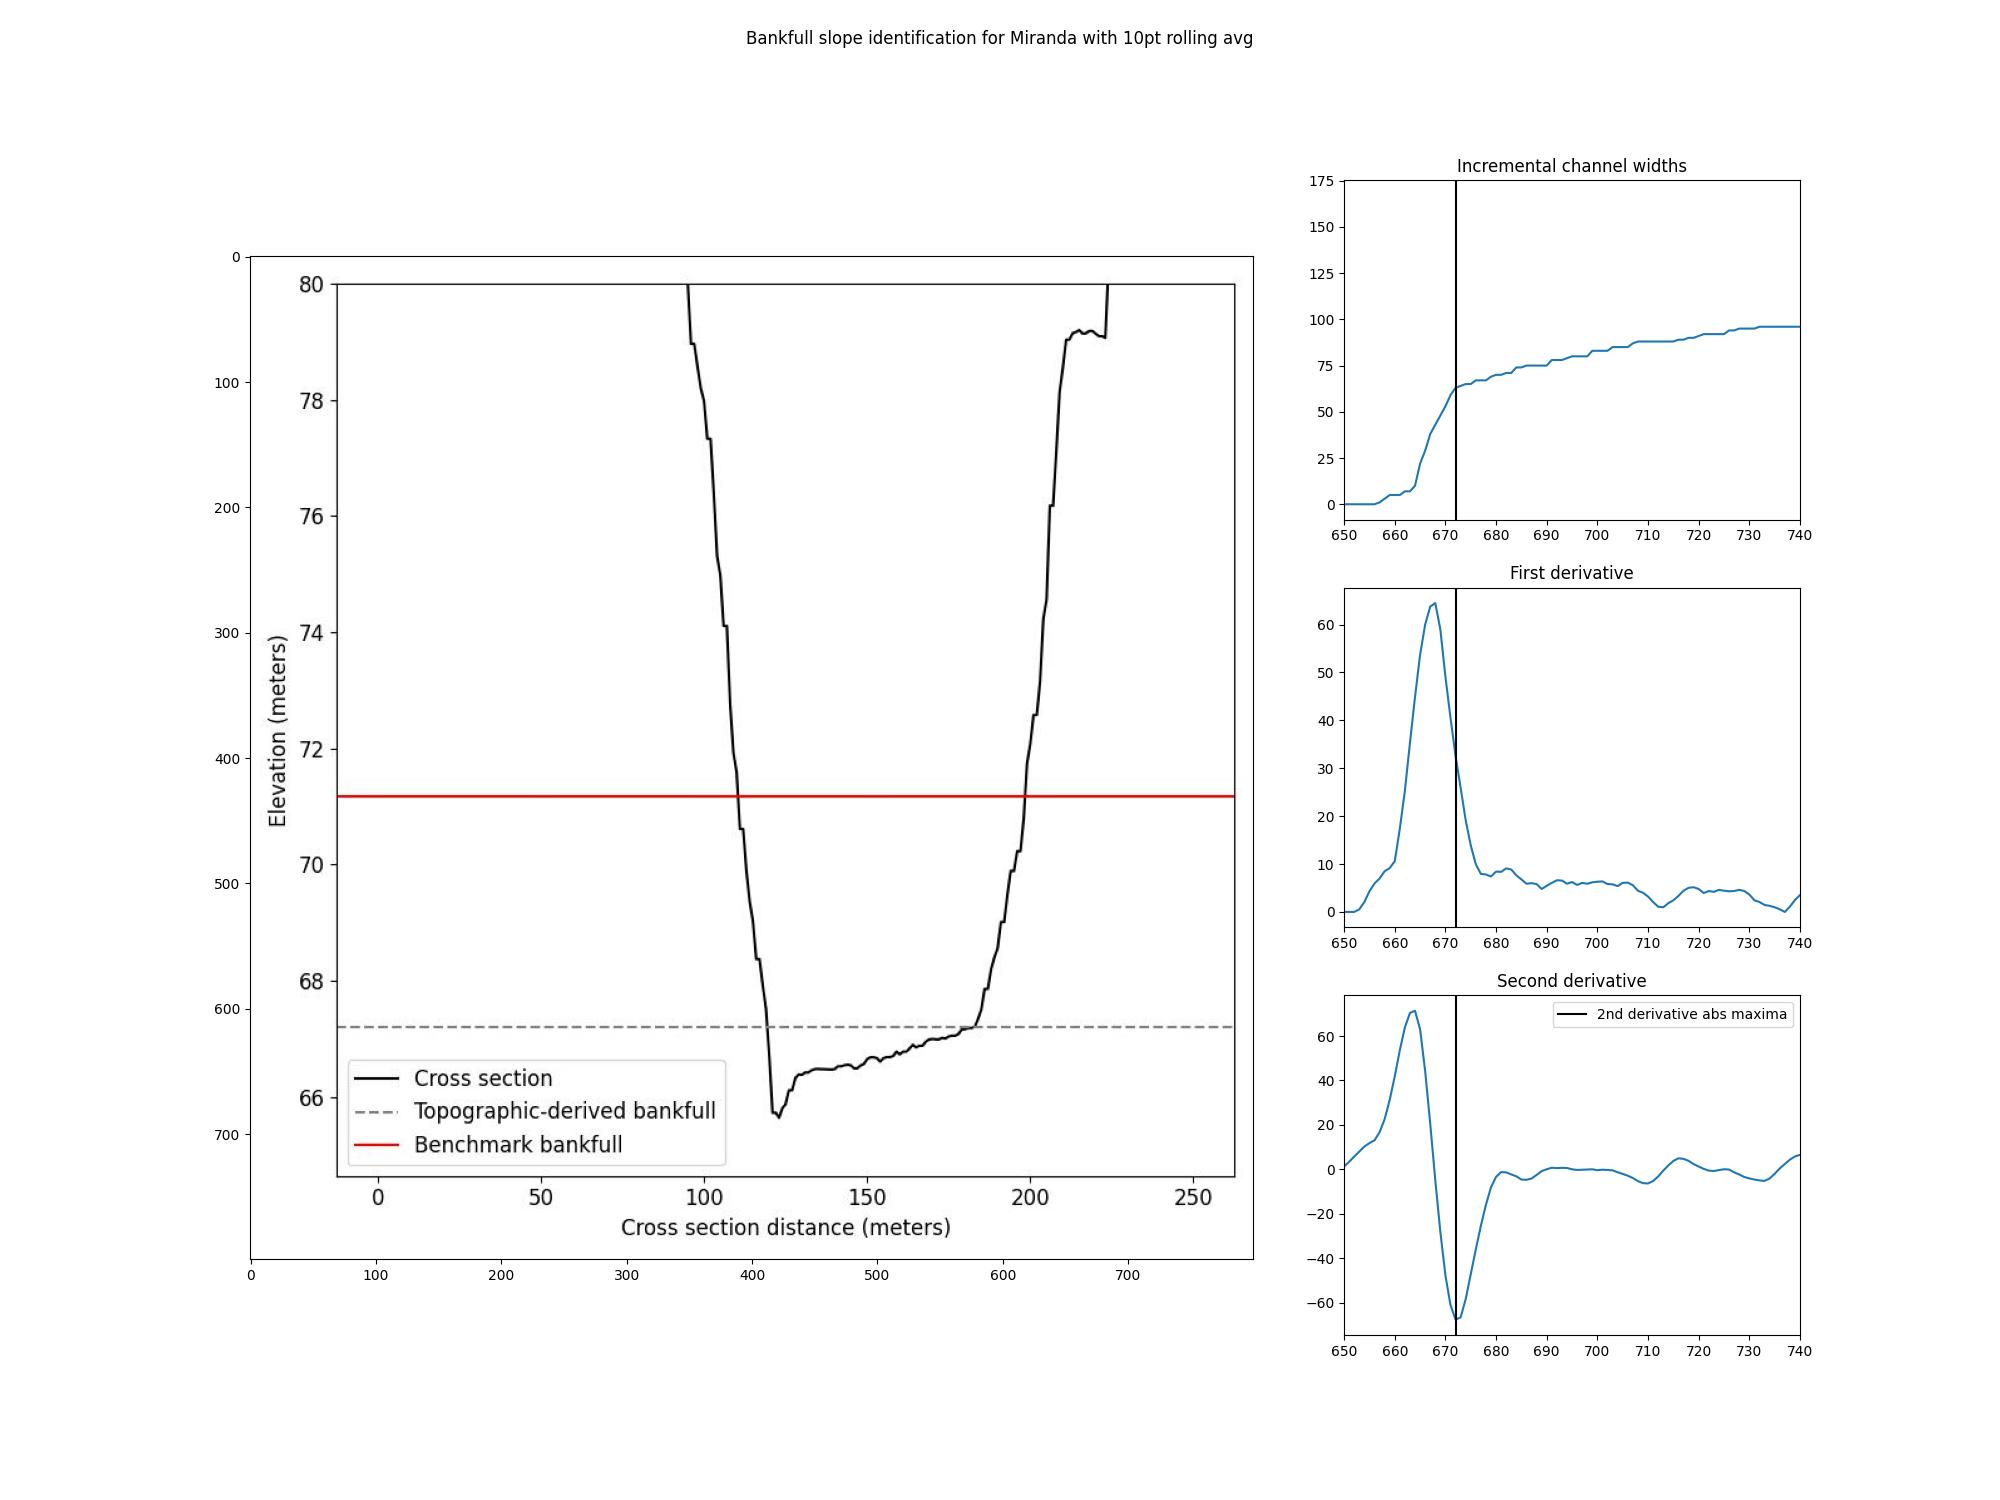 Bankfull slope identification for Miranda with 10pt rolling avg
0
100
200
300
400
500
600
700
80
78
76
74
72
70
68
66
Elevation (meters)
Cross section
Topographic-derived bankfull
Benchmark bankfull
0 50 100 150 200 250
Cross section distance (meters)
0 100 200 300 400 500 600 700
Incremental channel widths
175
150
125
100
75
50
25
0
650 660 670 680 690 700 710 720 730 740
First derivative
60
50
40
30
20
10
0
650 660 670 680 690 700 710 720 730 740
Second derivative
2nd derivative abs maxima
60
40
20
0
−20
−40
−60
650 660 670 680 690 700 710 720 730 740